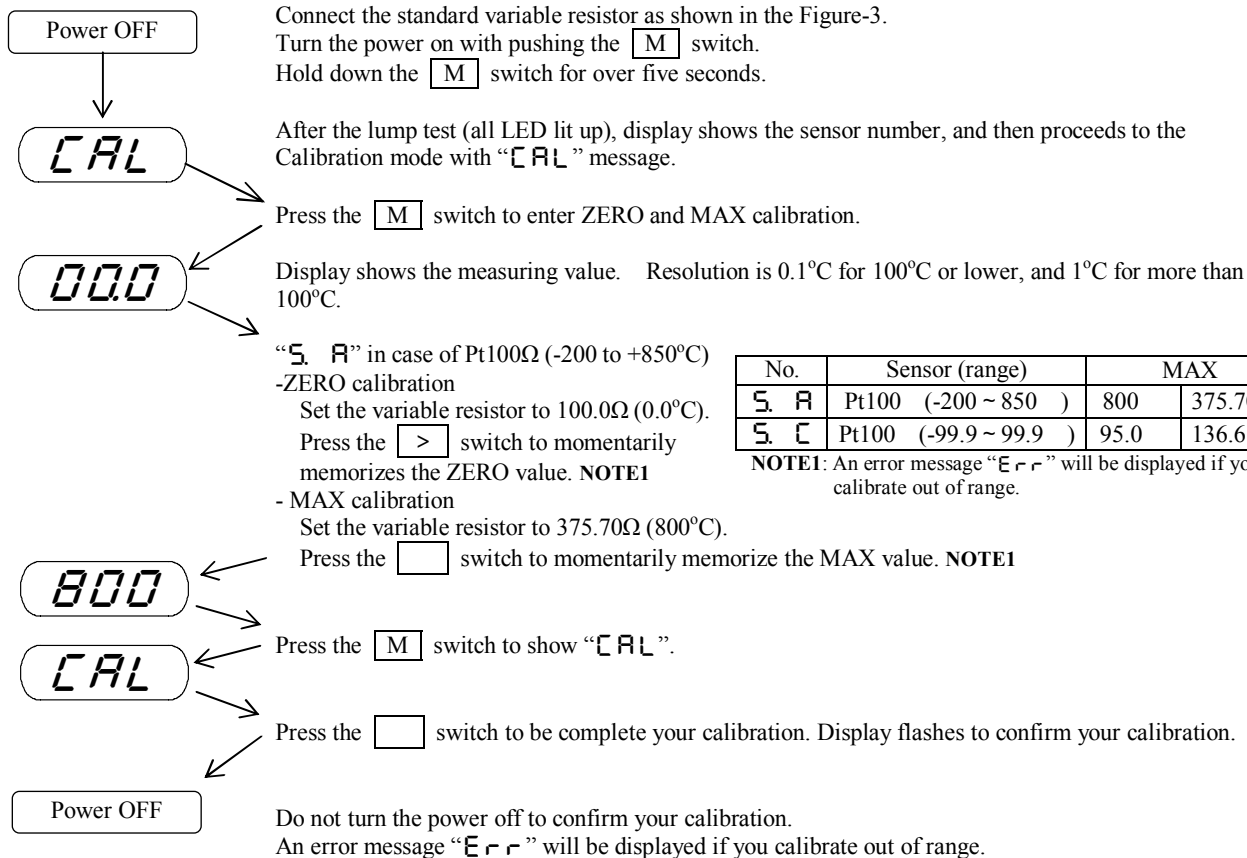 Power OFF
Connect the standard variable resistor as shown in the Figure-3.
Turn the power on with pushing the M switch.
Hold down the M switch for over five seconds.
CAL
After the lump test (all LED lit up), display shows the sensor number, and then proceeds to the
Calibration mode with “CAL” message.
Press the M switch to enter ZERO and MAX calibration.
00.0
Display shows the measuring value. Resolution is 0.1°C for 100°C or lower, and 1°C for more than
100°C.
“S. A” in case of Pt100Ω (-200 to +850°C)
-ZERO calibration
Set the variable resistor to 100.0Ω (0.0°C).
Press the > switch to momentarily
memorizes the ZERO value. NOTE1
- MAX calibration
Set the variable resistor to 375.70Ω (800°C).
Press the switch to momentarily memorize the MAX value. NOTE1
No. Sensor (range) MAX
S. A Pt100 (-200 ~ 850 ) 800 375.7
S. C Pt100 (-99.9 ~ 99.9 ) 95.0 136.6
NOTE1: An error message “Err” will be displayed if
calibrate out of range.
800
Press the M switch to show “CAL”.
CAL
Press the switch to be complete your calibration. Display flashes to confirm your calibration.
Power OFF
Do not turn the power off to confirm your calibration.
An error message “Err” will be displayed if you calibrate out of range.